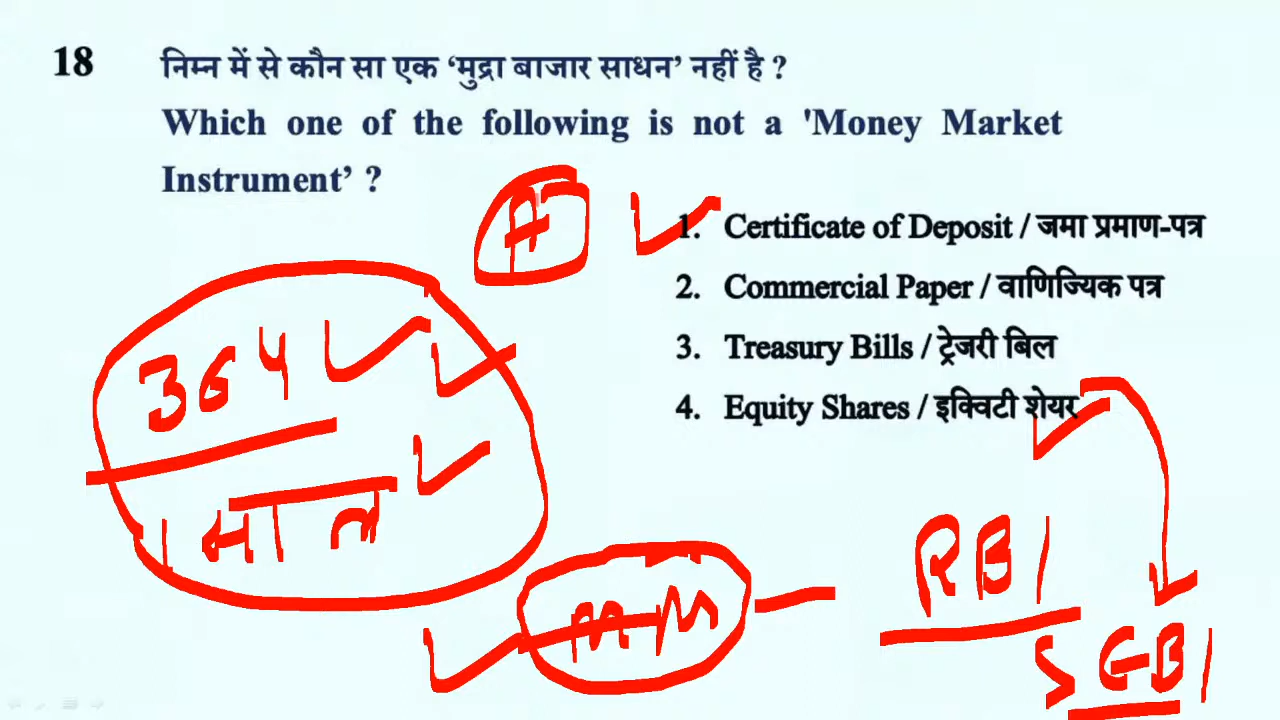 18
निम्न में से कौन सा एक ‘मुद्रा बाजार साधन’ नहीं है ?
Which one of the following is not a 'Money Market
Instrument’ ?
1. Certificate of Deposit / जमा प्रमाण-पत्र
2. Commercial Paper / वाणिज्यिक पत्र
3. Treasury Bills / ट्रेजरी बिल
4. Equity Shares / इक्विटी शेयर
364
1 साल
MM
RBI
SEBI